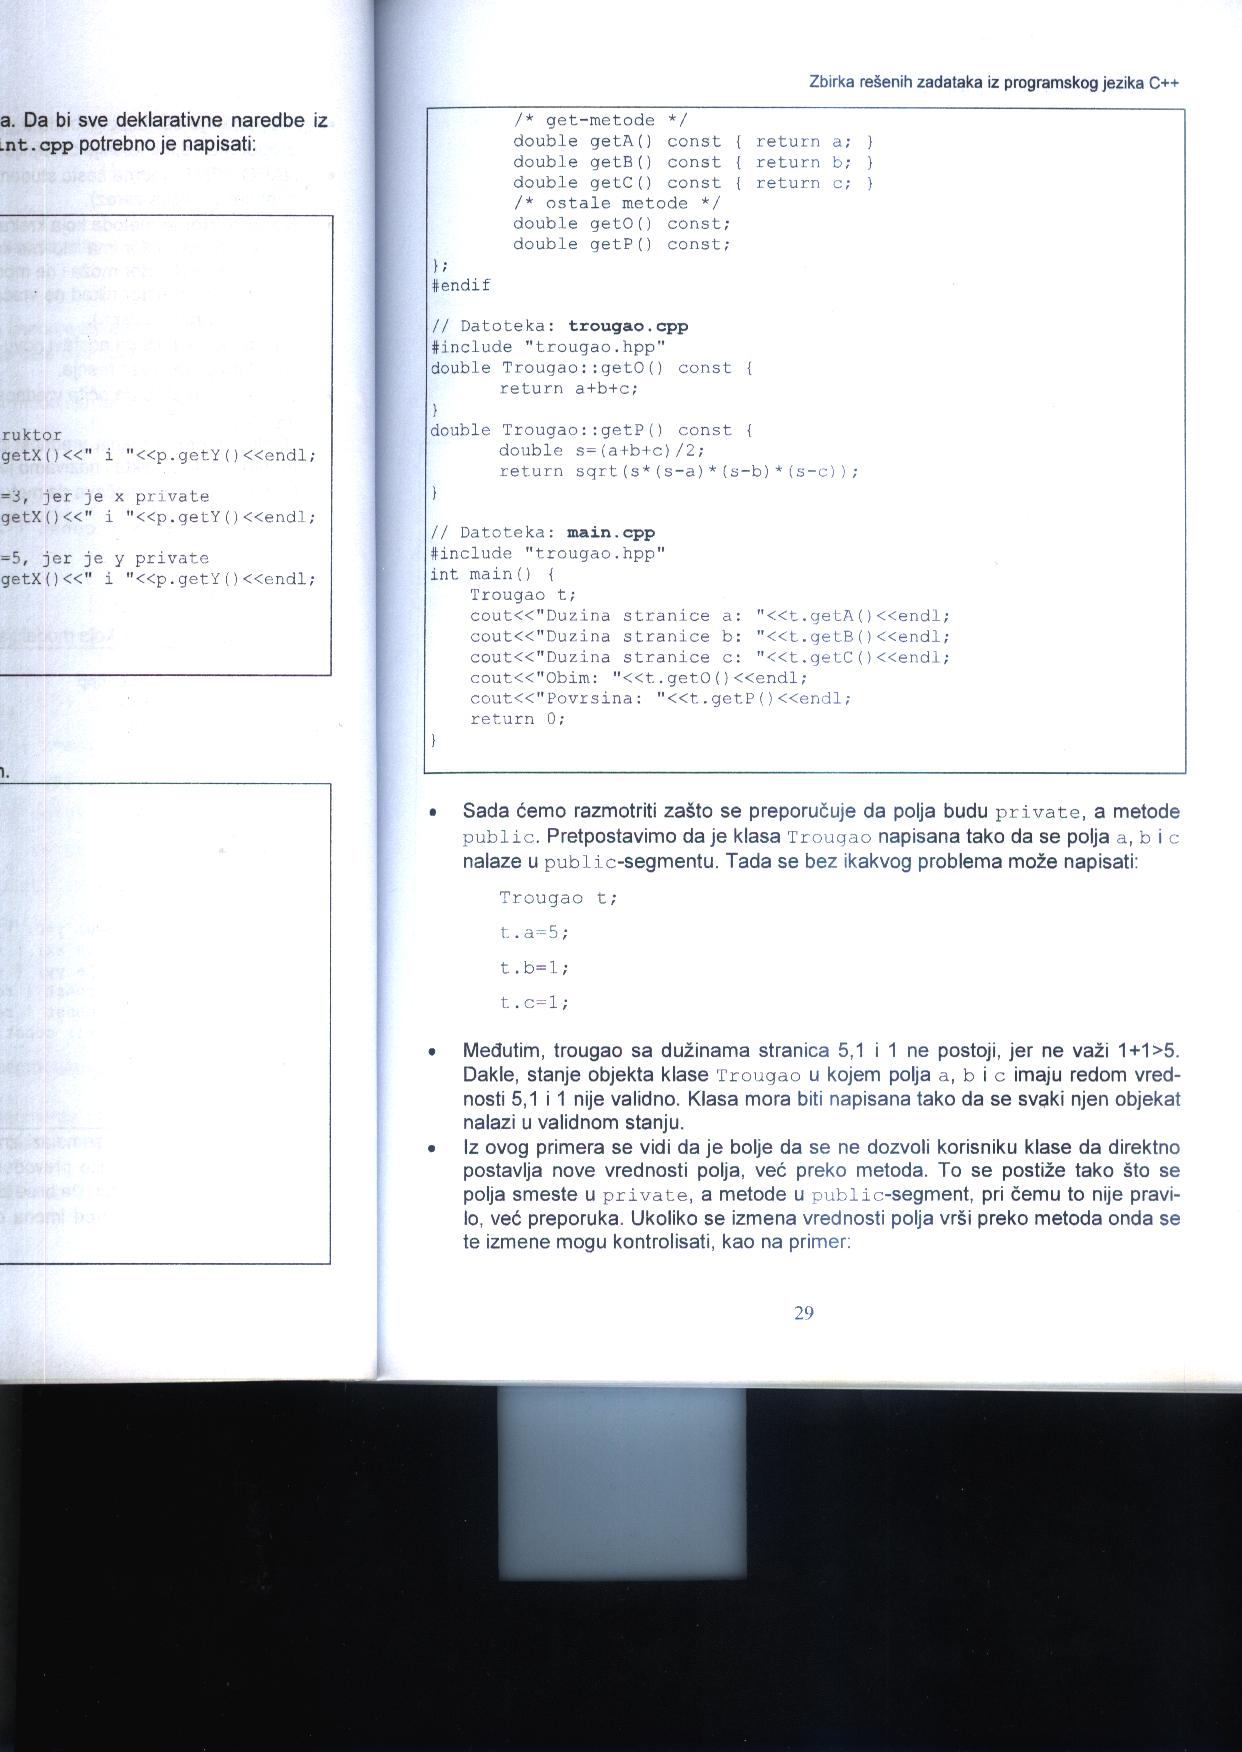 a. Da bi sve deklarativne naredbe iz
int.cpp potrebno je napisati:
ruktor
getX()<<" i "<<p.getY()<<endl;
=3, jer je x private
getX()<<" i "<<p.getY()<<endl;
=5, jer je y private
getX()<<" i "<<p.getY()<<endl;
Zbirka rešenih zadataka iz programskog jezika C++
/* get-metode */
double getA() const { return a; }
double getB() const { return b; }
double getC() const { return c; }
/* ostale metode */
double getO() const;
double getP() const;
};
#endif
// Datoteka: trougao.cpp
#include "trougao.hpp"
double Trougao::getO() const {
return a+b+c;
}
double Trougao::getP() const {
double s=(a+b+c)/2;
return sqrt(s*(s-a)*(s-b)*(s-c));
}
// Datoteka: main.cpp
#include "trougao.hpp"
int main() {
Trougao t;
cout<<"Duzina stranice a: "<<t.getA()<<endl;
cout<<"Duzina stranice b: "<<t.getB()<<endl;
cout<<"Duzina stranice c: "<<t.getC()<<endl;
cout<<"Obim: "<<t.getO()<<endl;
cout<<"Povrsina: "<<t.getP()<<endl;
return 0;
}
• Sada ćemo razmotriti zašto se preporučuje da polja budu private, a metode
public. Pretpostavimo da je klasa Trougao napisana tako da se polja a, b i c
nalaze u public-segmentu. Tada se bez ikakvog problema može napisati:
Trougao t;
t.a=5;
t.b=1;
t.c=1;
• Međutim, trougao sa dužinama stranica 5,1 i 1 ne postoji, jer ne važi 1+1>5.
Dakle, stanje objekta klase Trougao u kojem polja a, b i c imaju redom vred-
nosti 5,1 i 1 nije validno. Klasa mora biti napisana tako da se svaki njen objekat
nalazi u validnom stanju.
• Iz ovog primera se vidi da je bolje da se ne dozvoli korisniku klase da direktno
postavlja nove vrednosti polja, već preko metoda. To se postiže tako što se
polja smeste u private, a metode u public-segment, pri čemu to nije pravi-
lo, već preporuka. Ukoliko se izmena vrednosti polja vrši preko metoda onda se
te izmene mogu kontrolisati, kao na primer:
29